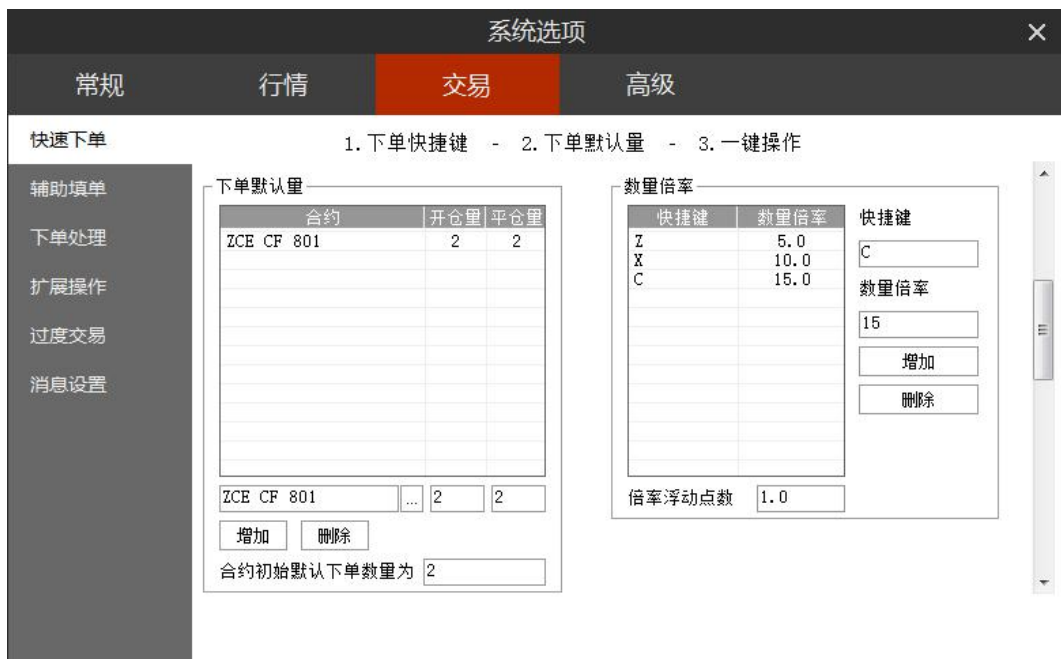 系统选项
常规 行情 交易 高级
快速下单
辅助填单
下单处理
扩展操作
过度交易
消息设置
1.下单快捷键 - 2.下单默认量 - 3.一键操作
下单默认量
合约 开仓量 平仓量
ZCE CF 801 2 2
ZCE CF 801 ... 2 2
增加 删除
合约初始默认下单数量为 2
数量倍率
快捷键 数量倍率
Z 5.0
X 10.0
C 15.0
快捷键
C
数量倍率
15
增加
删除
倍率浮动点数 1.0